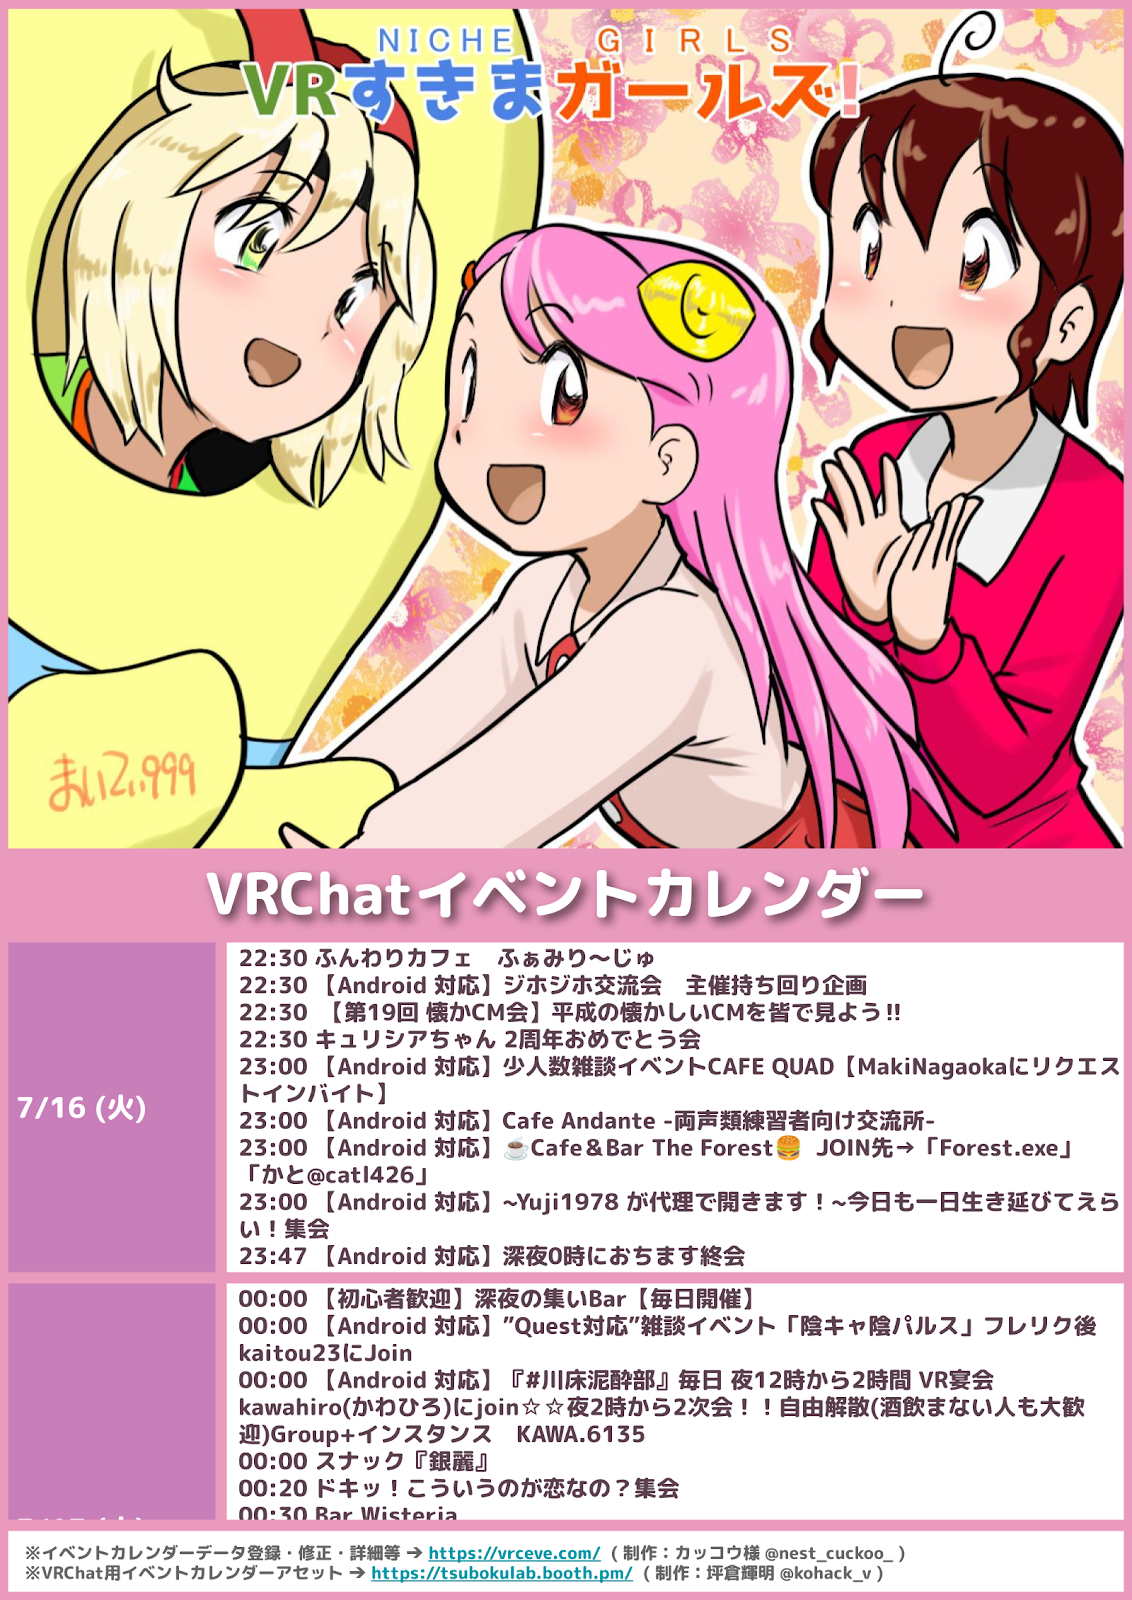 NICHE GIRLS
VRすきまガールズ!
まいてぃ999
VRChatイベントカレンダー
7/16 (火)
22:30 ふんわりカフェ　ふぁみり～じゅ
22:30 【Android 対応】ジホジホ交流会　主催持ち回り企画
22:30 【第19回 懐かCM会】平成の懐かしいCMを皆で見よう!!
22:30 キュリシアちゃん 2周年おめでとう会
23:00 【Android 対応】少人数雑談イベントCAFE QUAD【MakiNagaokaにリクエス
トインバイト】
23:00 【Android 対応】Cafe Andante -両声類練習者向け交流所-
23:00 【Android 対応】☕Cafe＆Bar The Forest🍔 JOIN先→「Forest.exe」
「かと@catl426」
23:00 【Android 対応】~Yuji1978 が代理で開きます！~今日も一日生き延びてえら
い！集会
23:47 【Android 対応】深夜0時におちます終会
00:00 【初心者歓迎】深夜の集いBar【毎日開催】
00:00 【Android 対応】”Quest対応”雑談イベント「陰キャ陰パルス」フレリク後
kaitou23にJoin
00:00 【Android 対応】『#川床泥酔部』毎日 夜12時から2時間 VR宴会
kawahiro(かわひろ)にjoin☆☆夜2時から2次会！！自由解散(酒飲まない人も大歓
迎)Group+インスタンス　KAWA.6135
00:00 スナック『銀麗』
00:20 ドキッ！こういうのが恋なの？集会
00:30 Bar Wisteria
※イベントカレンダーデータ登録・修正・詳細等 → https://vrceve.com/ ( 制作：カッコウ様 @nest_cuckoo_ )
※VRChat用イベントカレンダーアセット → https://tsubokulab.booth.pm/ ( 制作：坪倉輝明 @kohack_v )